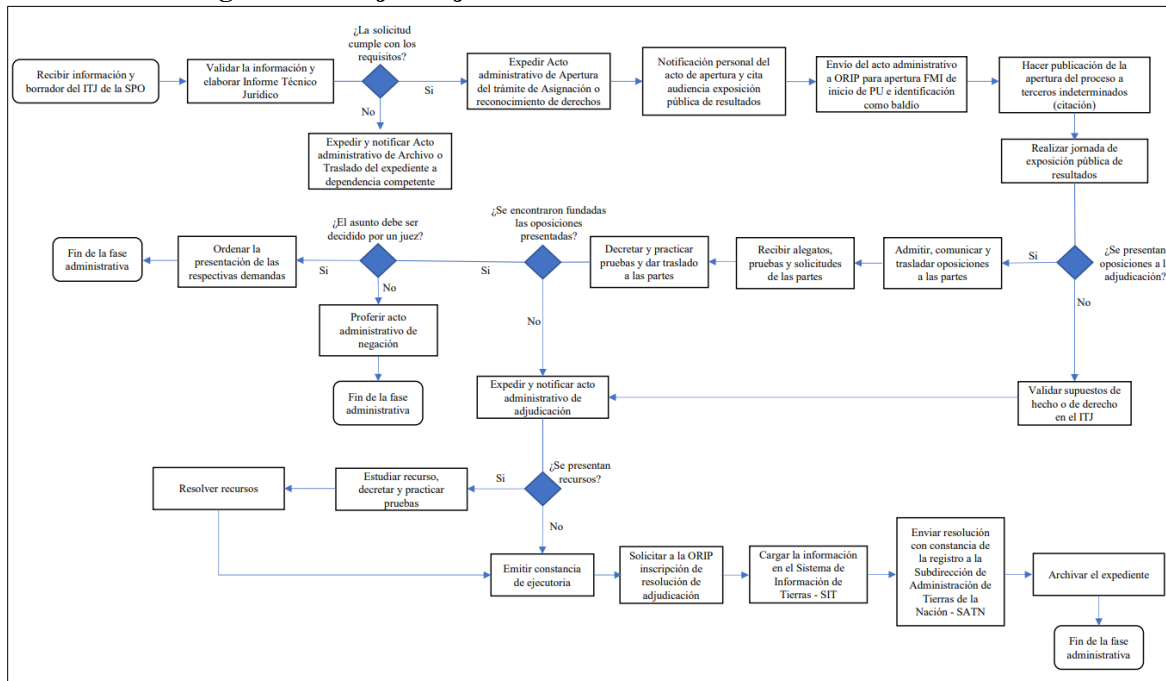 Recibir información y
borrador del ITJ de la SPO
Validar la información y
elaborar Informe Técnico
Jurídico
¿La solicitud
cumple con los
requisitos?
Si
No
Expedir y notificar Acto
administrativo de Archivo o
Traslado del expediente a
dependencia competente
Expedir Acto
administrativo de Apertura
del trámite de Asignación o
reconocimiento de derechos
Notificación personal del
acto de apertura y cita
audiencia exposición
pública de resultados
Envío del acto administrativo
a ORIP para apertura FMI de
inicio de PU e identificación
como baldío
Hacer publicación de la
apertura del proceso a
terceros indeterminados
(citación)
Realizar jornada de
exposición pública de
resultados
¿Se presentan
oposiciones a l
adjudicación?
Si
No
Admitir, comunicar y
trasladar oposiciones a
las partes
Recibir alegatos,
pruebas y solicitudes
de las partes
Decretar y practicar
pruebas y dar traslado
a las partes
¿Se encontraron fundadas
las oposiciones
presentadas?
Si
No
¿El asunto debe ser
decidido por un juez?
Si
No
Ordenar la
presentación de las
respectivas demandas
Fin de la fase
administrativa
Proferir acto
administrativo de
negación
Fin de la fase
administrativa
Expedir y notificar acto
administrativo de
adjudicación
Validar supuestos de
hecho o de derecho
en el ITJ
¿Se presentan
recursos?
Si
No
Estudiar recurso,
decretar y practicar
pruebas
Resolver recursos
Emitir constancia
de ejecutoria
Solicitar a la ORIP
inscripción de
resolución de
adjudicación
Cargar la información
en el Sistema de
Información de
Tierras - SIT
Enviar resolución
con constancia de
la registro a la
Subdirección de
Administración de
Tierras de la
Nación - SATN
Archivar el expediente
Fin de la fase
administrativa